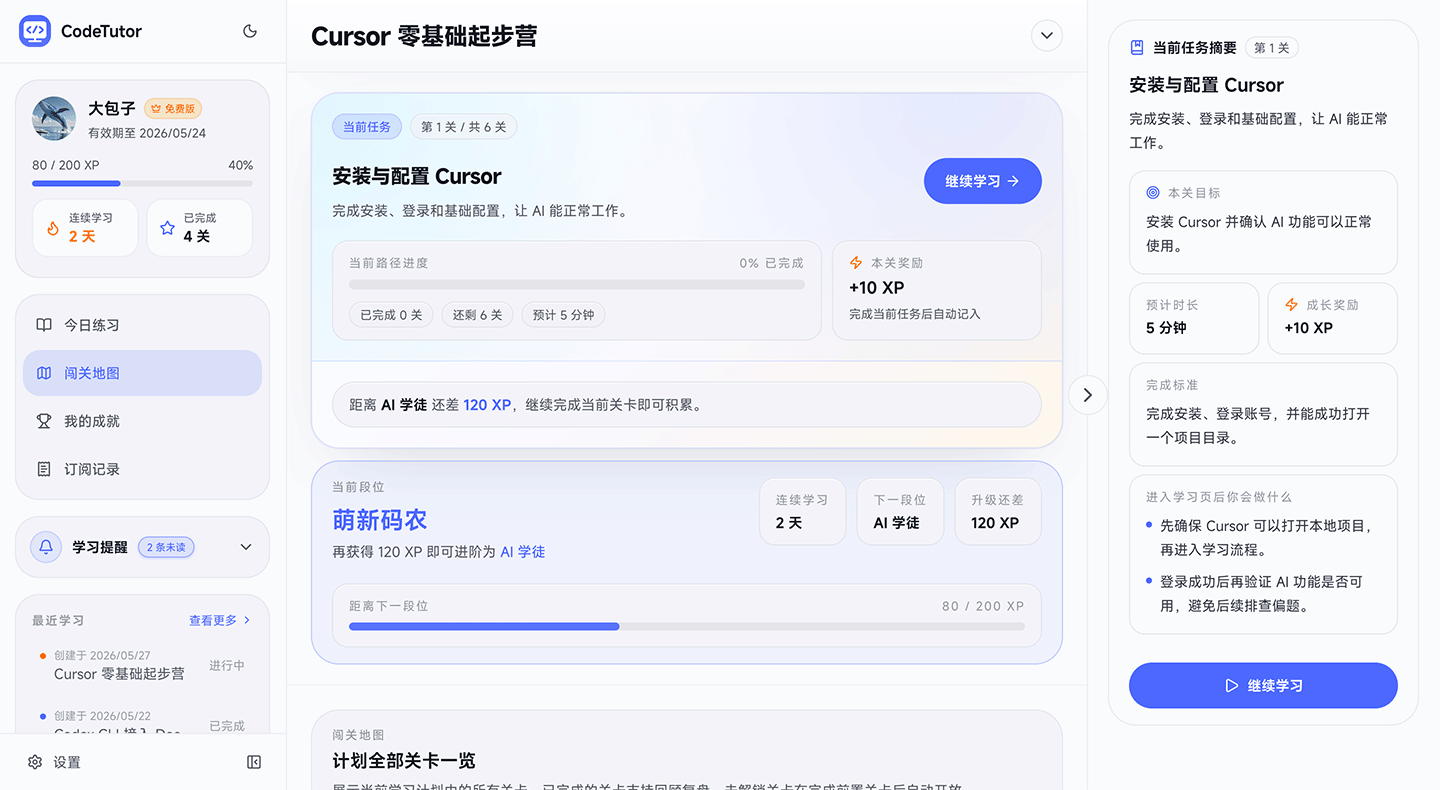 CodeTutor
大包子 免费版
有效期至 2026/05/24
80 / 200 XP 40%
连续学习
2 天
已完成
4 关
今日练习
闯关地图
我的成就
订阅记录
学习提醒 2 条未读
最近学习 查看更多
创建于 2026/05/27
Cursor 零基础起步营 进行中
创建于 2026/05/22
已完成
设置
Cursor 零基础起步营
当前任务 第 1 关 / 共 6 关
安装与配置 Cursor
完成安装、登录和基础配置，让 AI 能正常工作。
继续学习
当前路径进度 0% 已完成
已完成 0 关 还剩 6 关 预计 5 分钟
本关奖励
+10 XP
完成当前任务后自动记入
距离 AI 学徒 还差 120 XP，继续完成当前关卡即可积累。
当前段位
萌新码农
再获得 120 XP 即可进阶为 AI 学徒
连续学习
2 天
下一段位
AI 学徒
升级还差
120 XP
距离下一段位 80 / 200 XP
闯关地图
计划全部关卡一览
当前任务摘要 第 1 关
安装与配置 Cursor
完成安装、登录和基础配置，让 AI 能正常
工作。
本关目标
安装 Cursor 并确认 AI 功能可以正常
使用。
预计时长
5 分钟
成长奖励
+10 XP
完成标准
完成安装、登录账号，并能成功打开
一个项目目录。
进入学习页后你会做什么
先确保 Cursor 可以打开本地项目，
再进入学习流程。
登录成功后再验证 AI 功能是否可
用，避免后续排查偏题。
继续学习